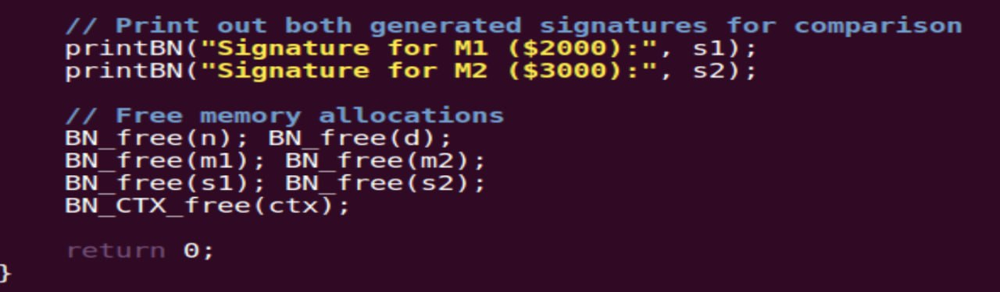 // Print out both generated signatures for comparison
printBN("Signature for M1 ($2000):", s1);
printBN("Signature for M2 ($3000):", s2);
// Free memory allocations
BN_free(n); BN_free(d);
BN_free(m1); BN_free(m2);
BN_free(s1); BN_free(s2);
BN_CTX_free(ctx);
return 0;
}